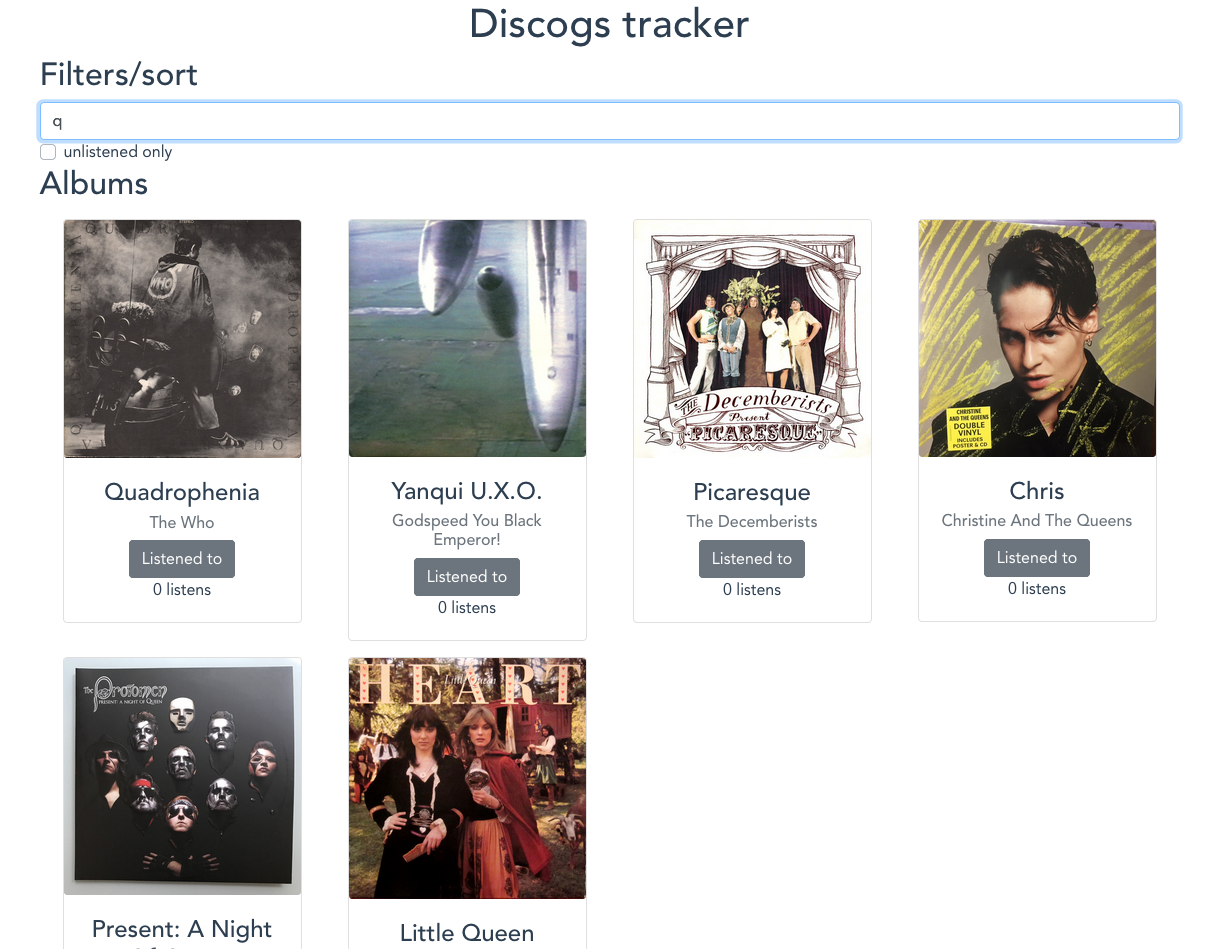 Discogs tracker
Filters/sort
q
unlistened only
Albums
WHO
THE Decemberists
Present
PICARESQUE
CHRISTINE
AND THE QUEENS
DOUBLE
VINYL
INCLUDES
POSTER & CD
Quadrophenia
The Who
Listened to
0 listens
Yanqui U.X.O.
Godspeed You Black
Emperor!
Listened to
0 listens
Picaresque
The Decemberists
Listened to
0 listens
Chris
Christine And The Queens
Listened to
0 listens
The Protomen
PRESENT: A NIGHT OF QUEEN
HEART
Little Queen
Present: A Night
Little Queen